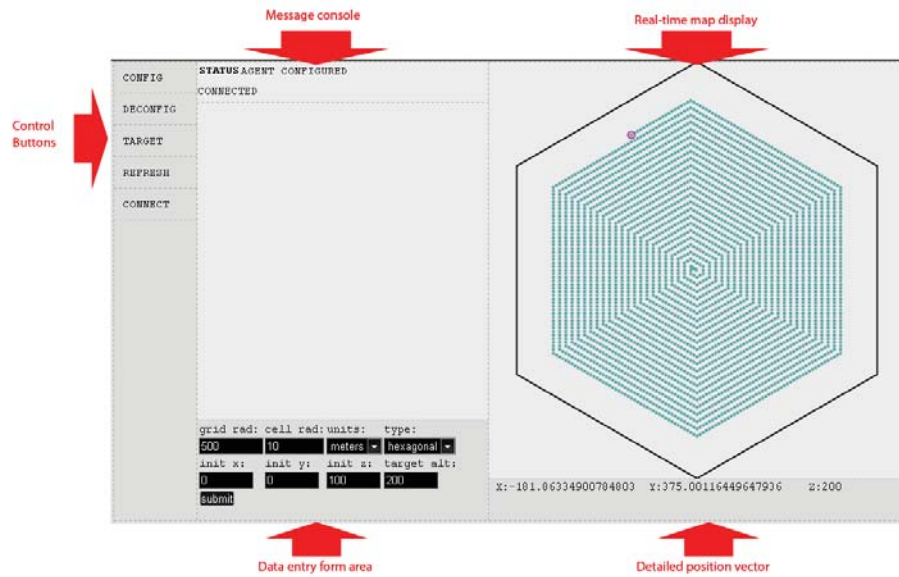 Message console
Real-time map display
Control
Buttons
CONFIG
DECONFIG
TARGET
REFRESH
CONNECT
STATUS AGENT CONFIGURED
CONNECTED
grid rad: cell rad: units: type:
500 10 meters hexagonal
init x: init y: init z: target alt:
0 0 100 200
submit
X:-181.86334900784803 Y:375.00116449647936 Z:200
Data entry form area
Detailed position vector